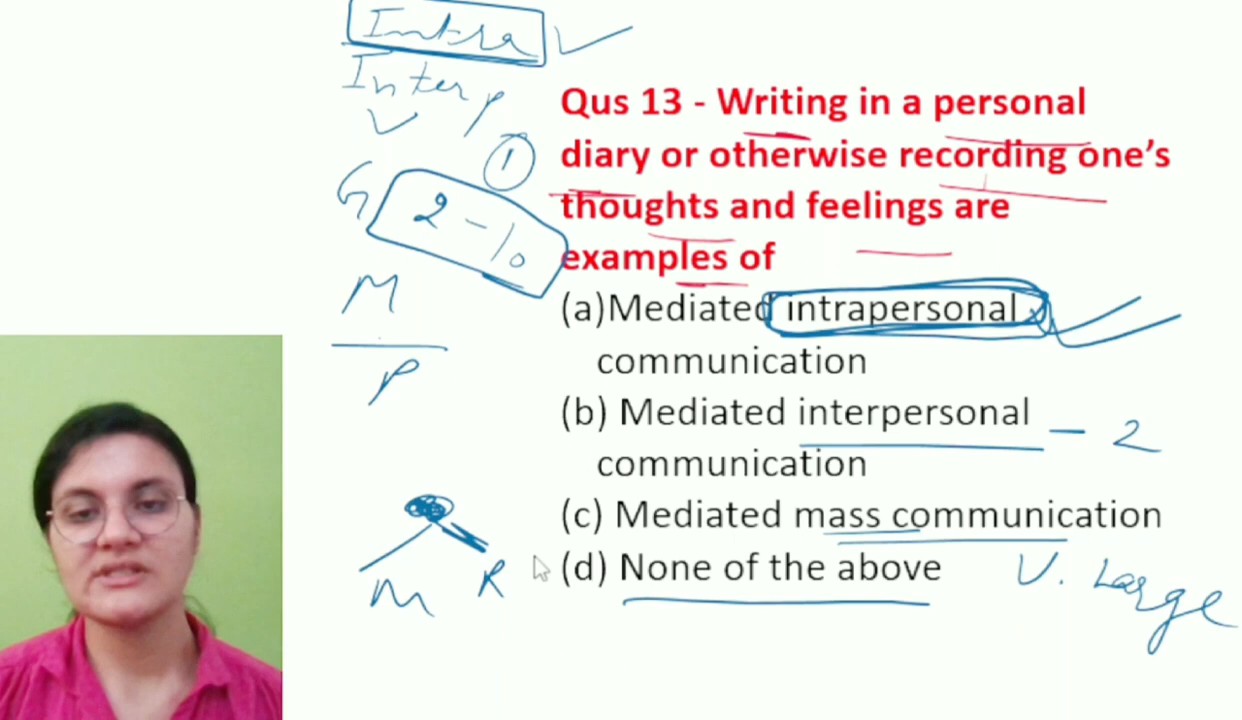 Intra
Interp
1
G 2-10
M
P
Qus 13 - Writing in a personal
diary or otherwise recording one’s
thoughts and feelings are
examples of
(a)Mediated intrapersonal
communication
(b) Mediated interpersonal - 2
communication
(c) Mediated mass communication
(d) None of the above
V. Large
M R